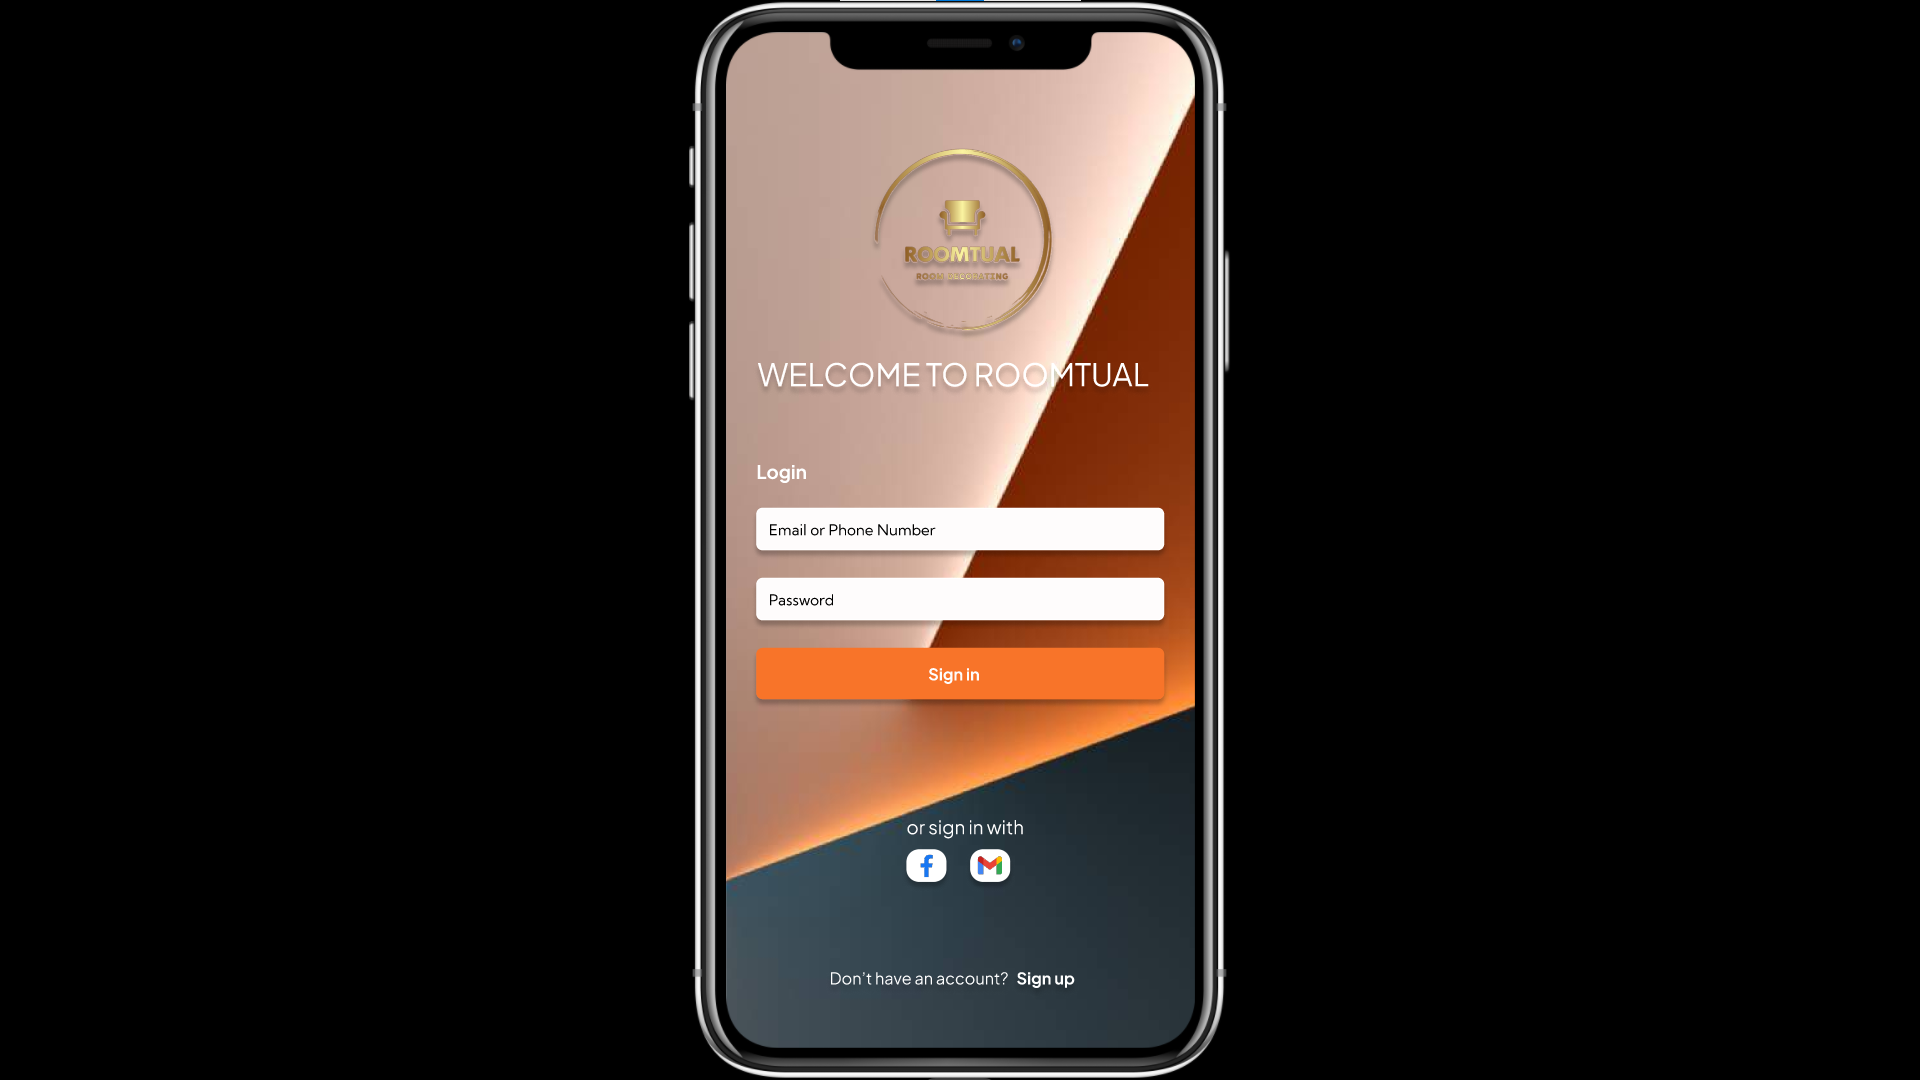 ROOMTUAL
ROOM DECORATING
WELCOME TO ROOMTUAL
Login
Email or Phone Number
Password
Sign in
or sign in with
Don't have an account? Sign up